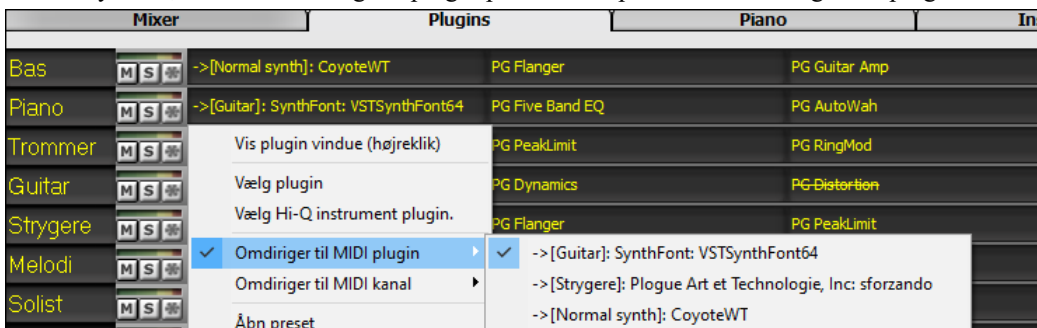 Mixer Plugins Piano In
Bas M S ->[Normal synth]: CoyoteWT PG Flanger PG Guitar Amp
Piano M S ->[Guitar]: SynthFont: VSTSynthFont64 PG Five Band EQ PG AutoWah
Trommer M S Vis plugin vindue (højreklik) PG PeakLimit PG RingMod
Guitar M S Vælg plugin PG Dynamics PG Distortion
Vælg Hi-Q instrument plugin.
Strygere M S PG Flanger PG PeakLimit
Melodi M S Omdiriger til MIDI plugin ->[Guitar]: SynthFont: VSTSynthFont64
Omdiriger til MIDI kanal ->[Strygere]: Plogue Art et Technologie, Inc: sforzando
Solist M S Åbn preset ->[Normal synth]: CoyoteWT